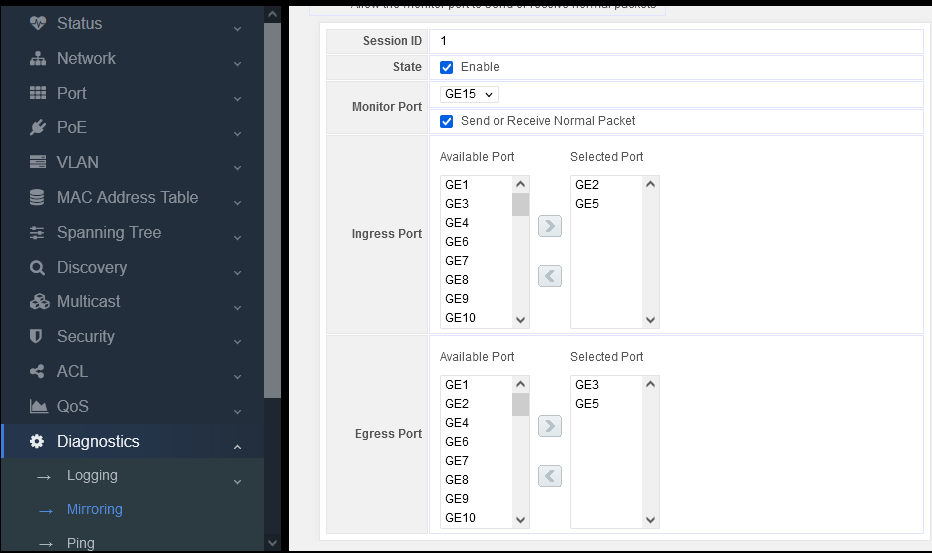 Status
Network
Port
PoE
VLAN
MAC Address Table
Spanning Tree
Discovery
Multicast
Security
ACL
QoS
Diagnostics
Logging
Mirroring
Ping
Allow the monitor port to send or receive normal packets
Session ID 1
State Enable
Monitor Port GE15
Send or Receive Normal Packet
Ingress Port
Available Port Selected Port
GE1 GE2
GE3 GE5
GE4
GE6
GE7
GE8
GE9
GE10
Egress Port
Available Port Selected Port
GE1 GE3
GE2 GE5
GE4
GE6
GE7
GE8
GE9
GE10